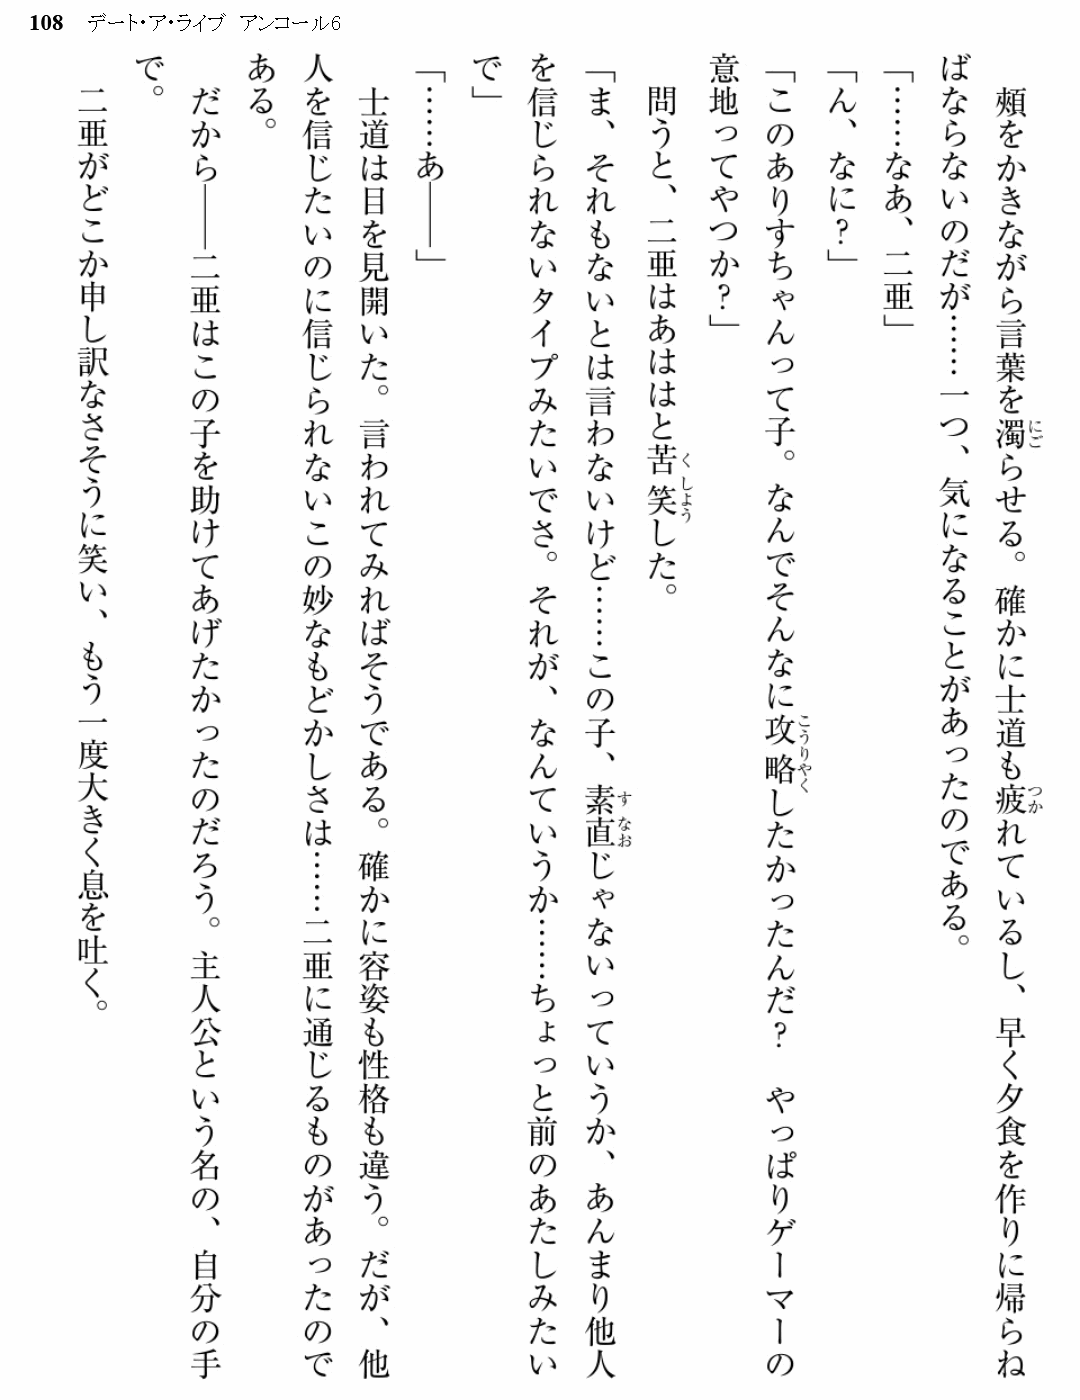 108 デート・ア・ライブ アンコール6
　頰をかきながら言葉を濁らせる。確かに士道も疲れているし、早く夕食を作りに帰らね
ばならないのだが……一つ、気になることがあったのである。
「……なあ、二亜」
「ん、なに？」
「このありすちゃんって子。なんでそんなに攻略したかったんだ？　やっぱりゲーマーの
意地ってやつか？」
　問うと、二亜はあははと苦笑した。
「ま、それもないとは言わないけど……この子、素直じゃないっていうか、あんまり他人
を信じられないタイプみたいでさ。それが、なんていうか……ちょっと前のあたしみたい
で」
「……あ――」
　士道は目を見開いた。言われてみればそうである。確かに容姿も性格も違う。だが、他
人を信じたいのに信じられないこの妙なもどかしさは……二亜に通じるものがあったので
ある。
　だから――二亜はこの子を助けてあげたかったのだろう。主人公という名の、自分の手
で。
　二亜がどこか申し訳なさそうに笑い、もう一度大きく息を吐く。